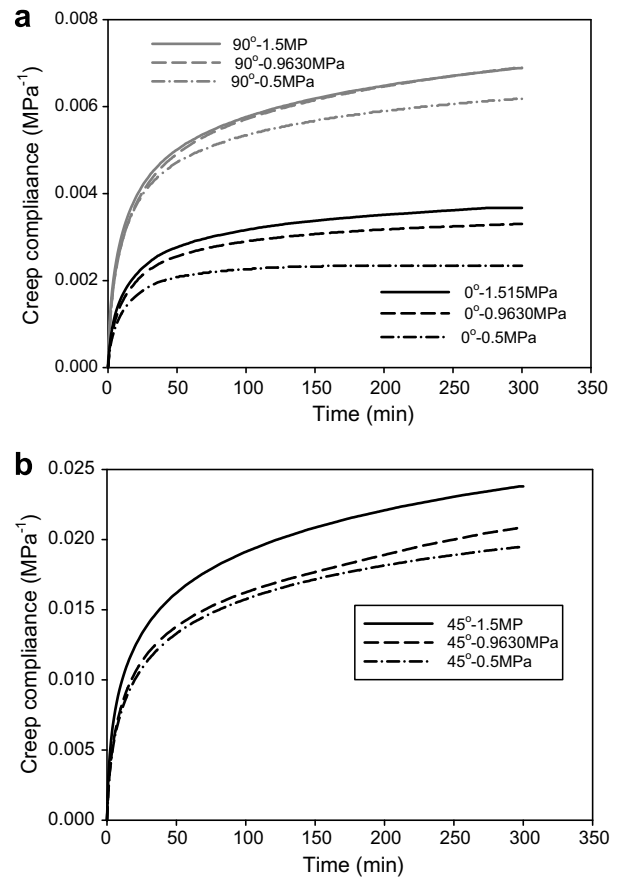 a
0.008
90°-1.5MP
90°-0.9630MPa
90°-0.5MPa
0.006
0.004
0.002
0.000
Creep compliaance (MPa⁻¹)
0°-1.515MPa
0°-0.9630MPa
0°-0.5MPa
0 50 100 150 200 250 300 350
Time (min)
b
0.025
0.020
0.015
0.010
0.005
0.000
Creep compliaance (MPa⁻¹)
45°-1.5MP
45°-0.9630MPa
45°-0.5MPa
0 50 100 150 200 250 300 350
Time (min)